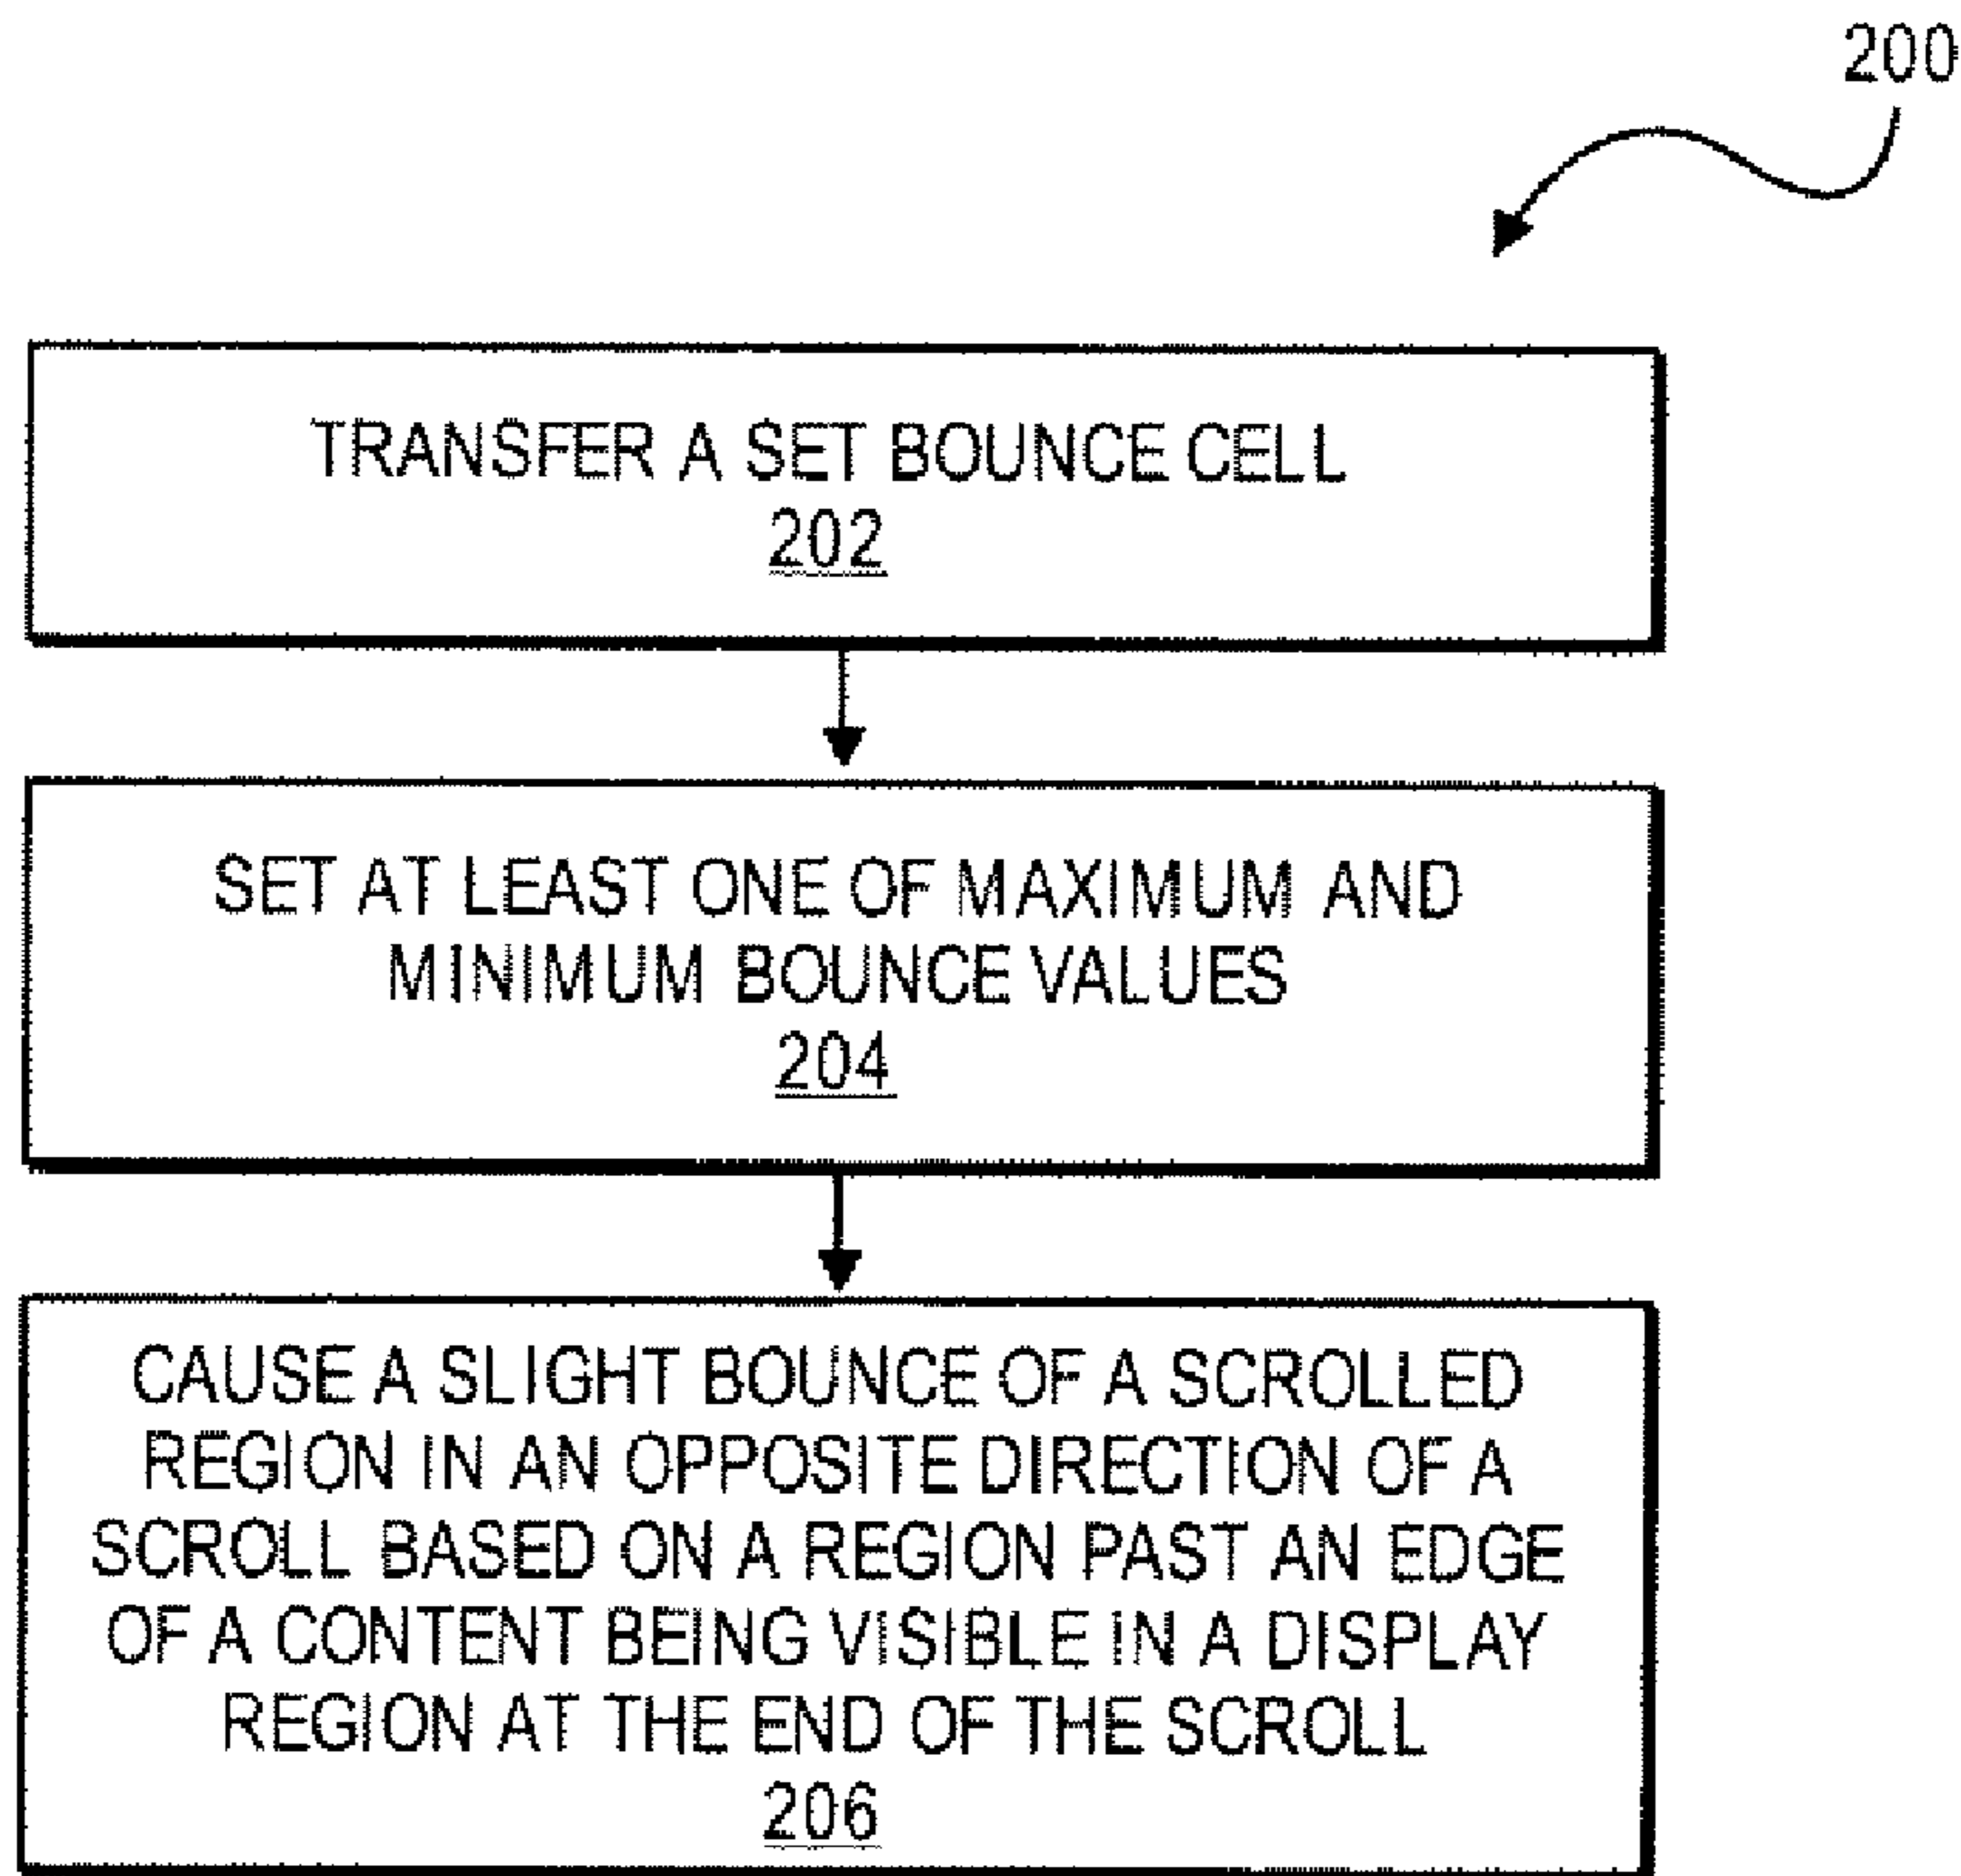 200
TRANSFER A SET BOUNCE CELL
202
SET AT LEAST ONE OF MAXIMUM AND
MINIMUM BOUNCE VALUES
204
CAUSE A SLIGHT BOUNCE OF A SCROLLED
REGION IN AN OPPOSITE DIRECTION OF A
SCROLL BASED ON A REGION PAST AN EDGE
OF A CONTENT BEING VISIBLE IN A DISPLAY
REGION AT THE END OF THE SCROLL
206